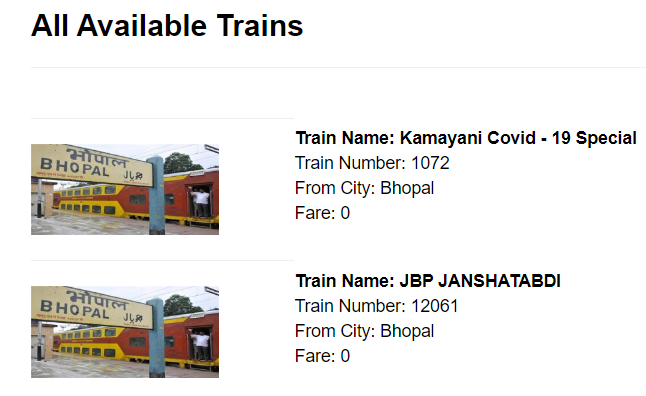 All Available Trains
Train Name: Kamayani Covid - 19 Special
Train Number: 1072
From City: Bhopal
Fare: 0
भोपाल
BHOPAL
Train Name: JBP JANSHATABDI
Train Number: 12061
From City: Bhopal
Fare: 0
भोपाल
BHOPAL